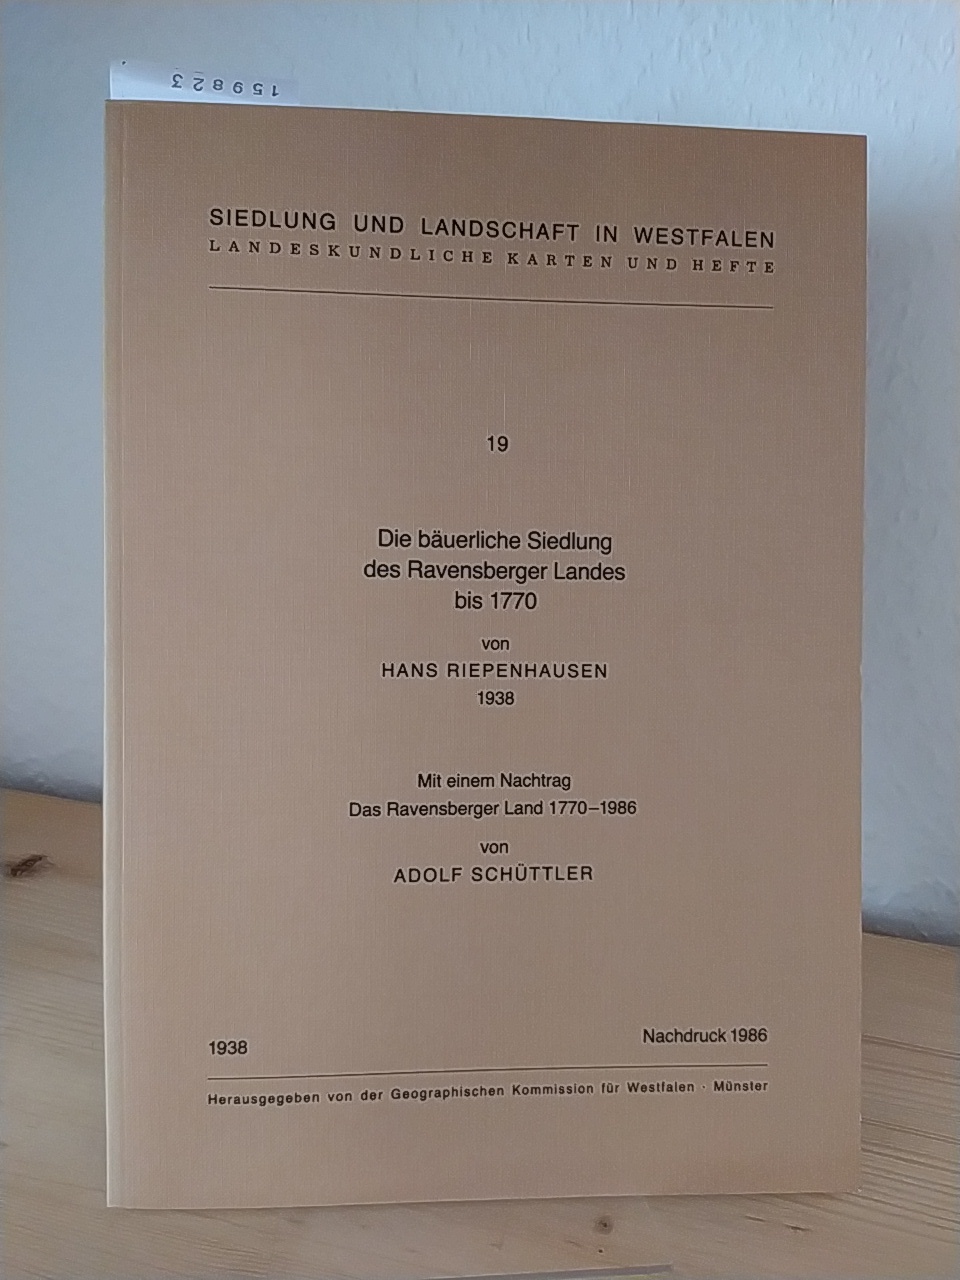 159823
SIEDLUNG UND LANDSCHAFT IN WESTFALEN
LANDESKUNDLICHE KARTEN UND HEFTE
19
Die bäuerliche Siedlung
des Ravensberger Landes
bis 1770
von
HANS RIEPENHAUSEN
1938
Mit einem Nachtrag
Das Ravensberger Land 1770–1986
von
ADOLF SCHÜTTLER
1938
Nachdruck 1986
Herausgegeben von der Geographischen Kommission für Westfalen · Münster